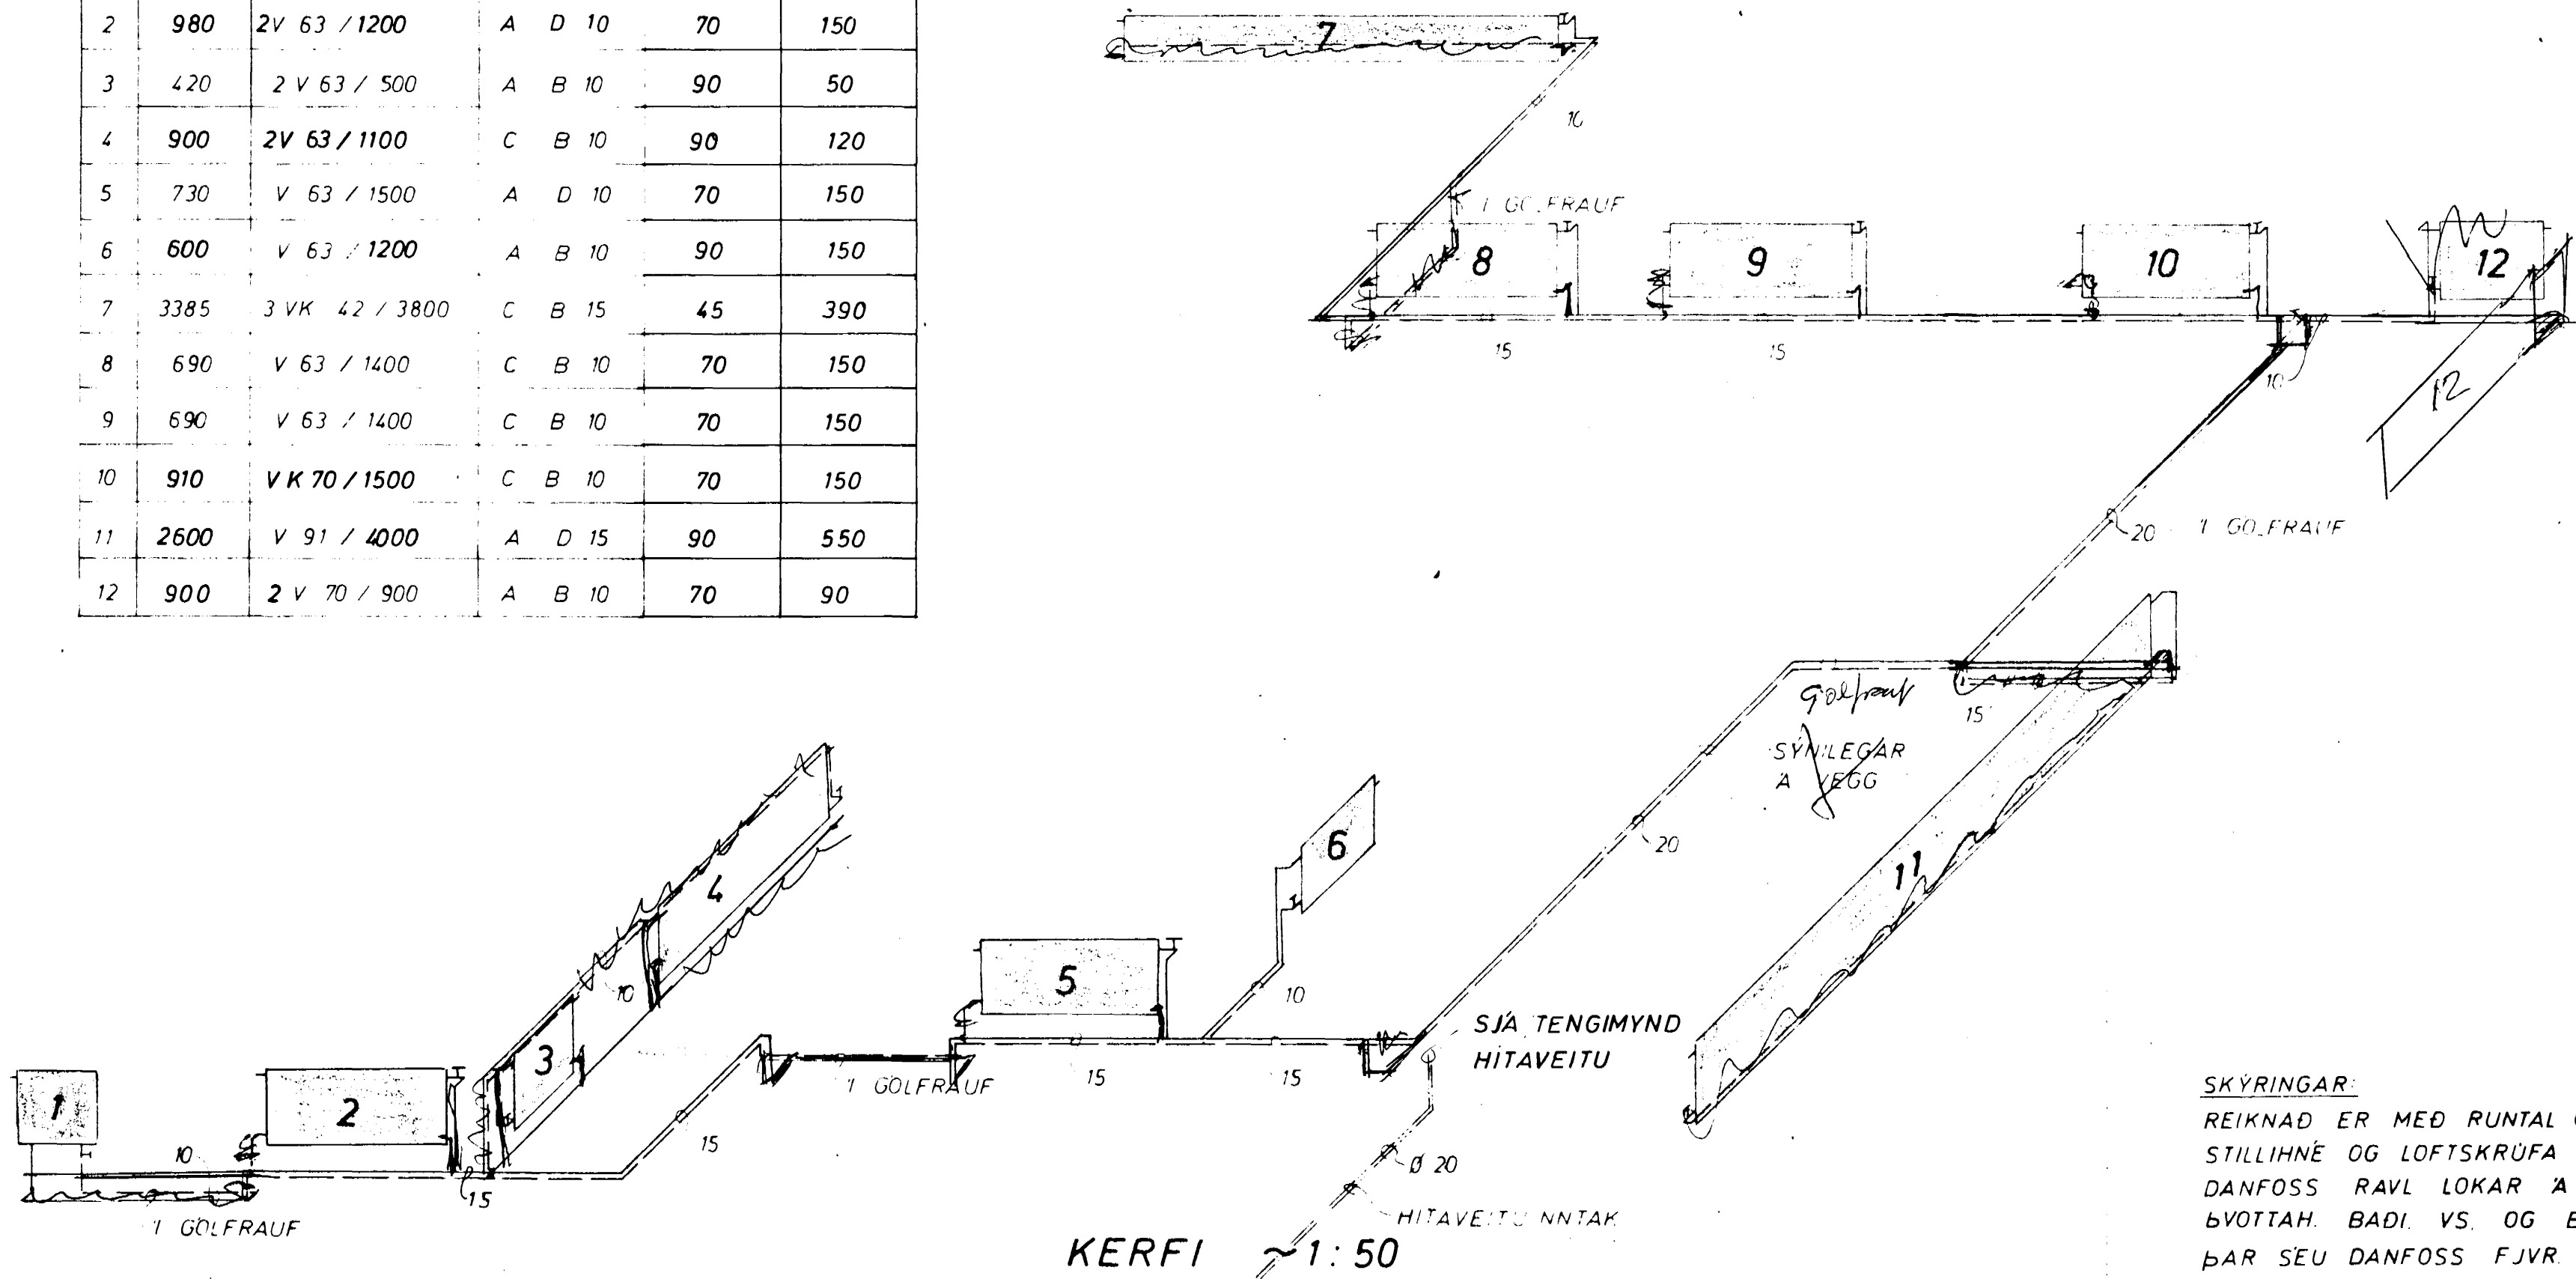 2 980 2V 63 / 1200 A D 10 70 150
3 420 2 V 63 / 500 A B 10 90 50
4 900 2V 63 / 1100 C B 10 90 120
5 730 V 63 / 1500 A D 10 70 150
6 600 V 63 / 1200 A B 10 90 150
7 3385 3 VK 42 / 3800 C B 15 45 390
8 690 V 63 / 1400 C B 10 70 150
9 690 V 63 / 1400 C B 10 70 150
10 910 VK 70 / 1500 C B 10 70 150
11 2600 V 91 / 4000 A D 15 90 550
12 900 2 V 70 / 900 A B 10 70 90
7
10
Í GÓLFRAUF
8
9
10
12
15
15
10
12
20
Í GÓLFRAUF
Gólfrauf
15
SÝNILEGAR
Á VEGG
20
11
6
4
10
3
5
10
15
15
Í GÓLFRAUF
SJÁ TENGIMYND
HITAVEITU
1
2
10
15
15
Í GÓLFRAUF
Ø 20
HITAVEITUINNTAK
KERFI ~1:50
SKÝRINGAR:
REIKNAÐ ER MEÐ RUNTAL
STILLIHNÉ OG LOFTSKRÚFA
DANFOSS RAVL LOKAR Á
ÞVOTTAH. BAÐI. VS. OG
ÞAR SÉU DANFOSS FJVR.